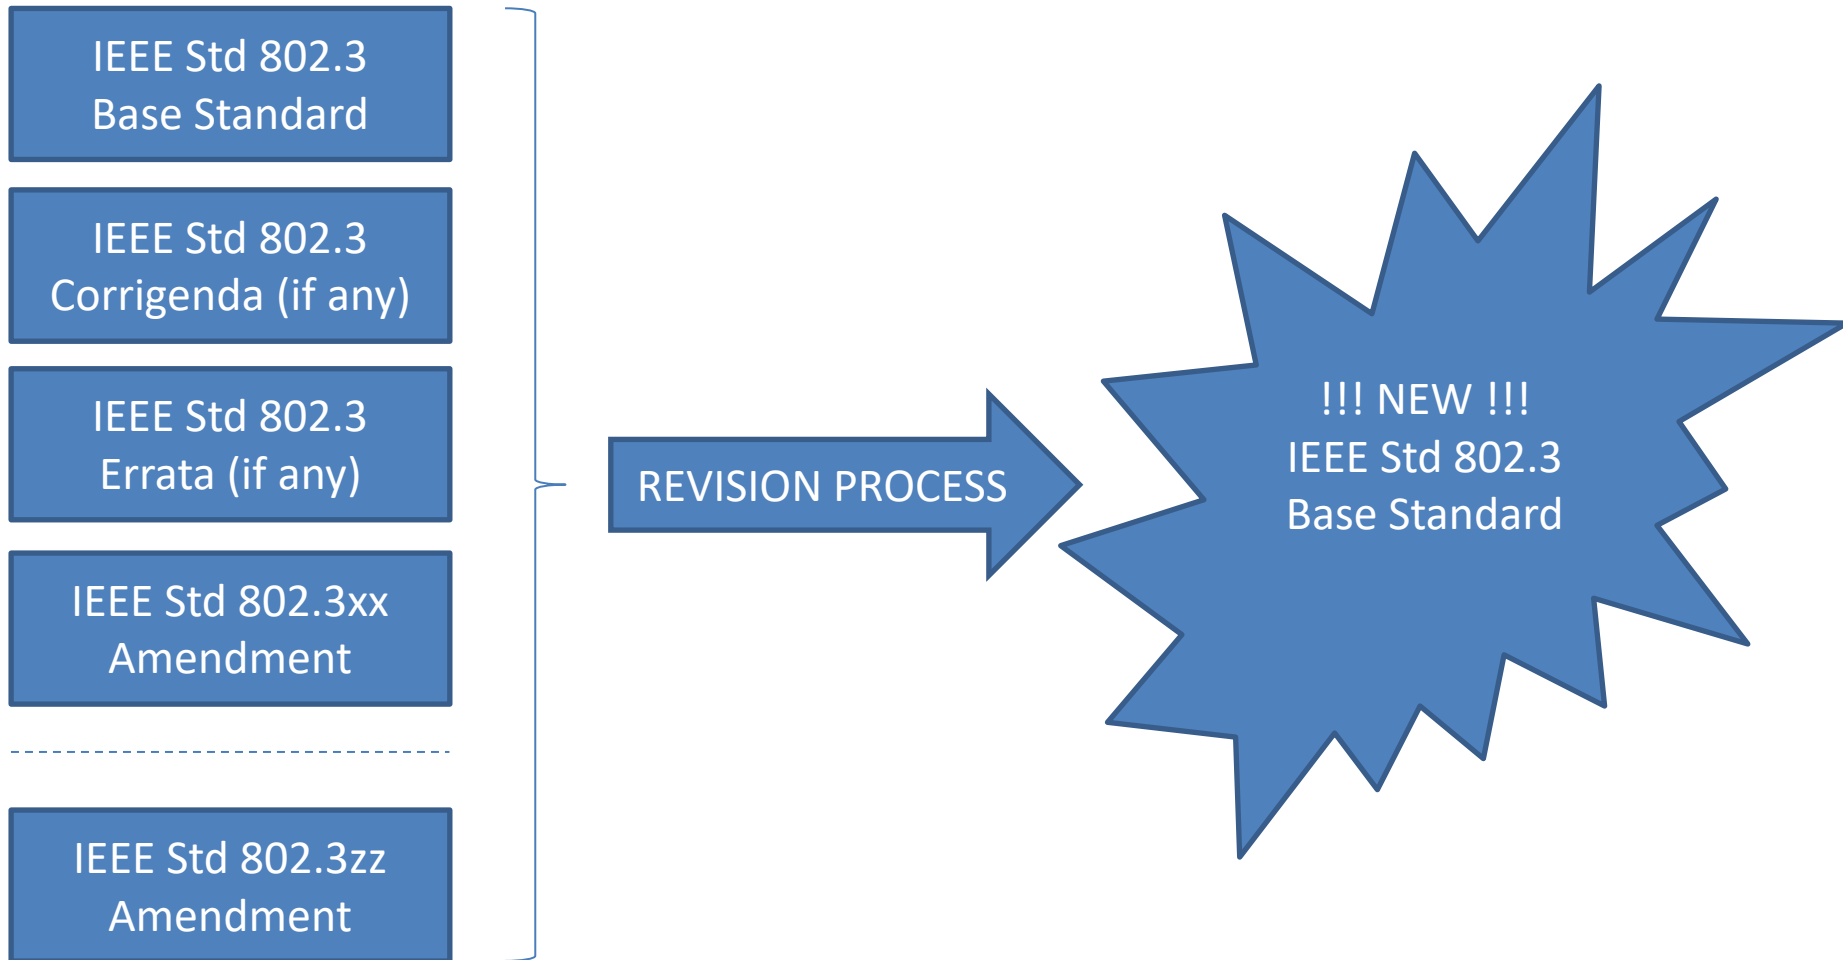 IEEE Std 802.3
Base Standard
IEEE Std 802.3
Corrigenda (if any)
IEEE Std 802.3
Errata (if any)
IEEE Std 802.3xx
Amendment
IEEE Std 802.3zz
Amendment
REVISION PROCESS
!!! NEW !!!
IEEE Std 802.3
Base Standard